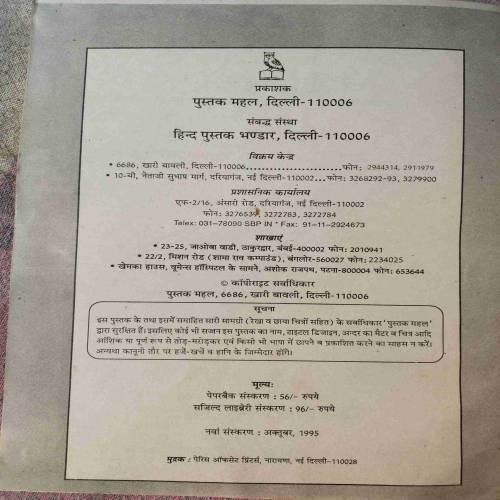 प्रकाशक
पुस्तक महल, दिल्ली-110006
संबद्ध संस्था
हिन्द पुस्तक भण्डार, दिल्ली-110006
विक्रय केन्द्र
• 6686, खारी बावली, दिल्ली-110006......................फोन: 2944314, 2911979
• 10-बी, नेताजी सुभाष मार्ग, दरियागंज, नई दिल्ली-110002...फोन: 3268292-93, 3279900
प्रशासनिक कार्यालय
एफ-2/16, अंसारी रोड, दरियागंज, नई दिल्ली-110002
फोन: 3276539, 3272783, 3272784
Telex: 031-78090 SBP IN * Fax: 91-11-2924673
शाखाएं
• 23-25, जाओबा वाडी, ठाकुरद्वार, बंबई-400002 फोन: 2010941
• 22/2, मिशन रोड (शामा राव कम्पाउंड), बंगलोर-560027 फोन: 2234025
• खेमका हाउस, वूमेन्स हॉस्पिटल के सामने, अशोक राजपथ, पटना-800004 फोन: 653644
© कॉपीराइट सर्वाधिकार
पुस्तक महल, 6686, खारी बावली, दिल्ली-110006
सूचना
इस पुस्तक के तथा इसमें समाहित सारी सामग्री (रेखा व छाया चित्रों सहित) के सर्वाधिकार 'पुस्तक महल'
द्वारा सुरक्षित हैं। इसलिए कोई भी सज्जन इस पुस्तक का नाम, टाइटल डिजाइन, अन्दर का मैटर व चित्र आदि
आंशिक या पूर्ण रूप से तोड़-मरोड़कर एवं किसी भी भाषा में छापने व प्रकाशित करने का साहस न करें।
अन्यथा कानूनी तौर पर हर्जे-खर्चे व हानि के जिम्मेदार होंगे।
मूल्य:
पेपरबैक संस्करण : 56/- रुपये
सजिल्द लाइब्रेरी संस्करण : 96/- रुपये
नवां संस्करण : अक्तूबर, 1995
मुद्रक : पेरिस ऑफसेट प्रिंटर्स, नारायणा, नई दिल्ली-110028